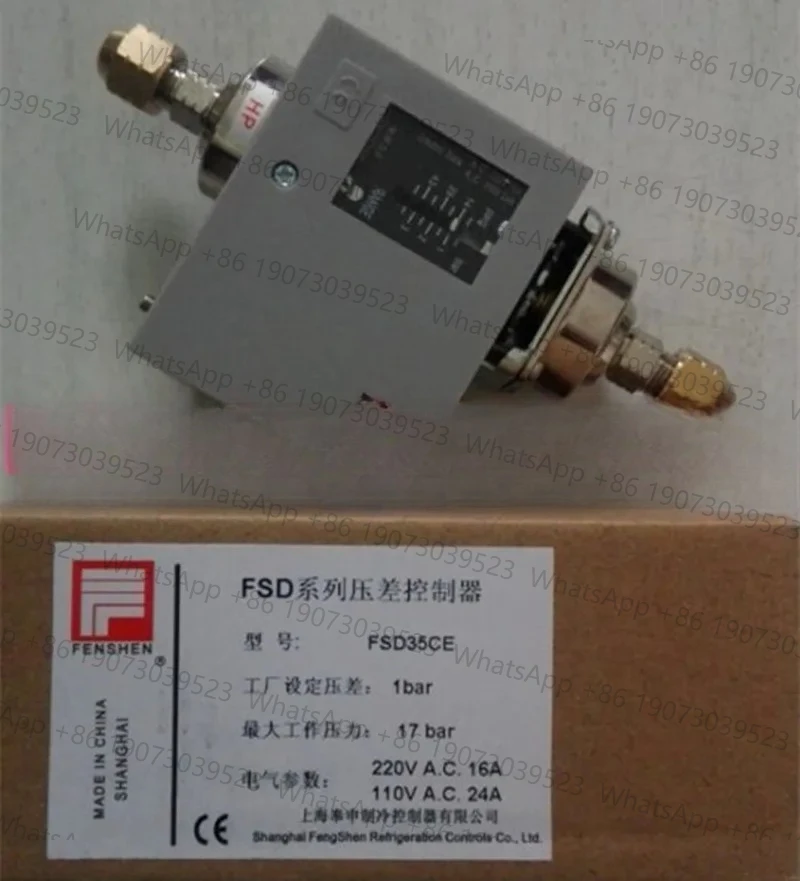 HP
FENSHEN
®
MADE IN CHINA
SHANGHAI
FSD系列压差控制器
型 号: FSD35CE
工厂设定压差: 1bar
最大工作压力: 17 bar
电气参数: 220V A.C. 16A
110V A.C. 24A
CE
上海奉申制冷控制器有限公司
Shanghai FengShen Refrigeration Controls Co., Ltd.
WhatsApp +86 19073039523